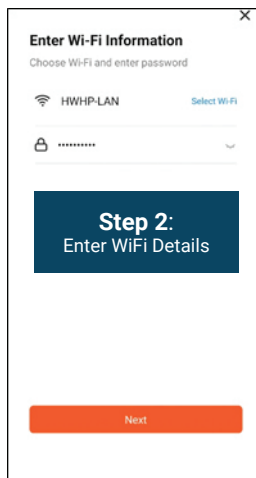 Enter Wi-Fi Information
Choose Wi-Fi and enter password
HWHP-LAN Select Wi-Fi
••••••••••
Step 2:
Enter WiFi Details
Next